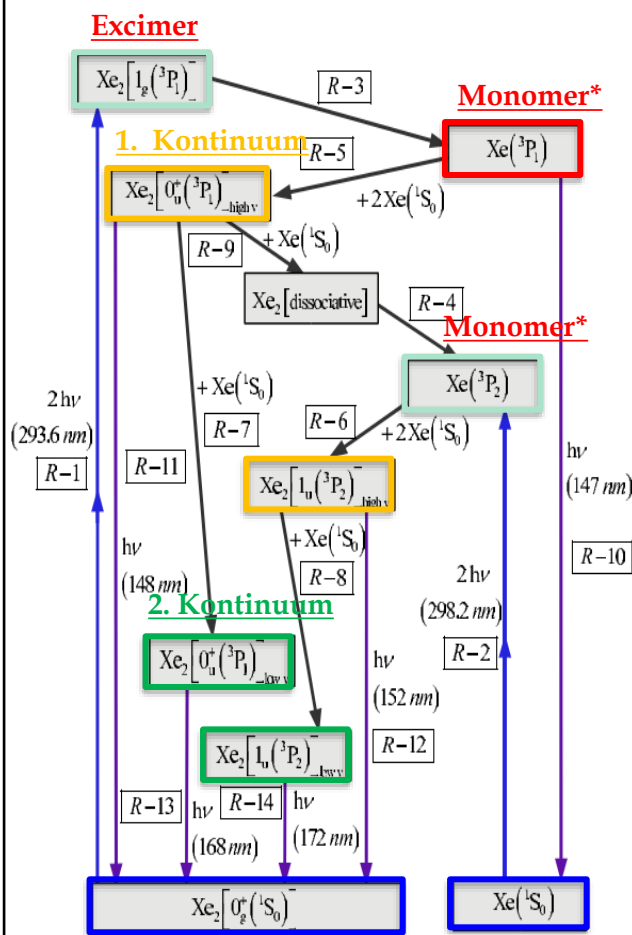 Excimer
Xe₂[1g(³P₁)]
R–3
Monomer*
1. Kontinuum
R–5
Xe(³P₁)
Xe₂[0u⁺(³P₁)]high v
+2Xe(¹S₀)
+Xe(¹S₀)
R–9
Xe₂[dissociative]
R–4
Monomer*
Xe(³P₂)
+Xe(¹S₀)
R–7
R–6
+2Xe(¹S₀)
2 hν
(293.6 nm)
R–1
R–11
Xe₂[1u(³P₂)]high v
hν
(147 nm)
R–10
+Xe(¹S₀)
R–8
hν
(148 nm)
2 hν
(298.2 nm)
R–2
2. Kontinuum
Xe₂[0u⁺(³P₁)]low v
hν
(152 nm)
R–12
Xe₂[1u(³P₂)]low v
R–13
hν
(168 nm)
R–14
hν
(172 nm)
Xe₂[0g⁺(¹S₀)]
Xe(¹S₀)